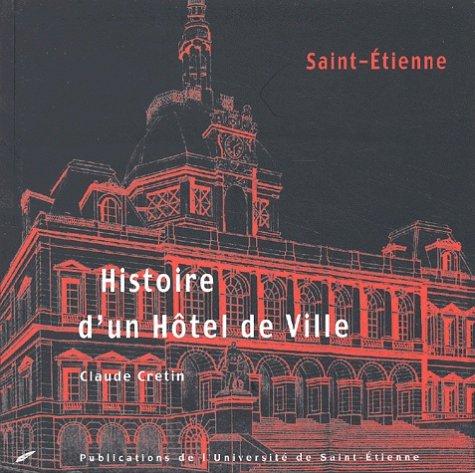 Saint-Étienne
Histoire
d'un Hôtel de Ville
Claude Cretin
Publications de l'Université de Saint-Étienne